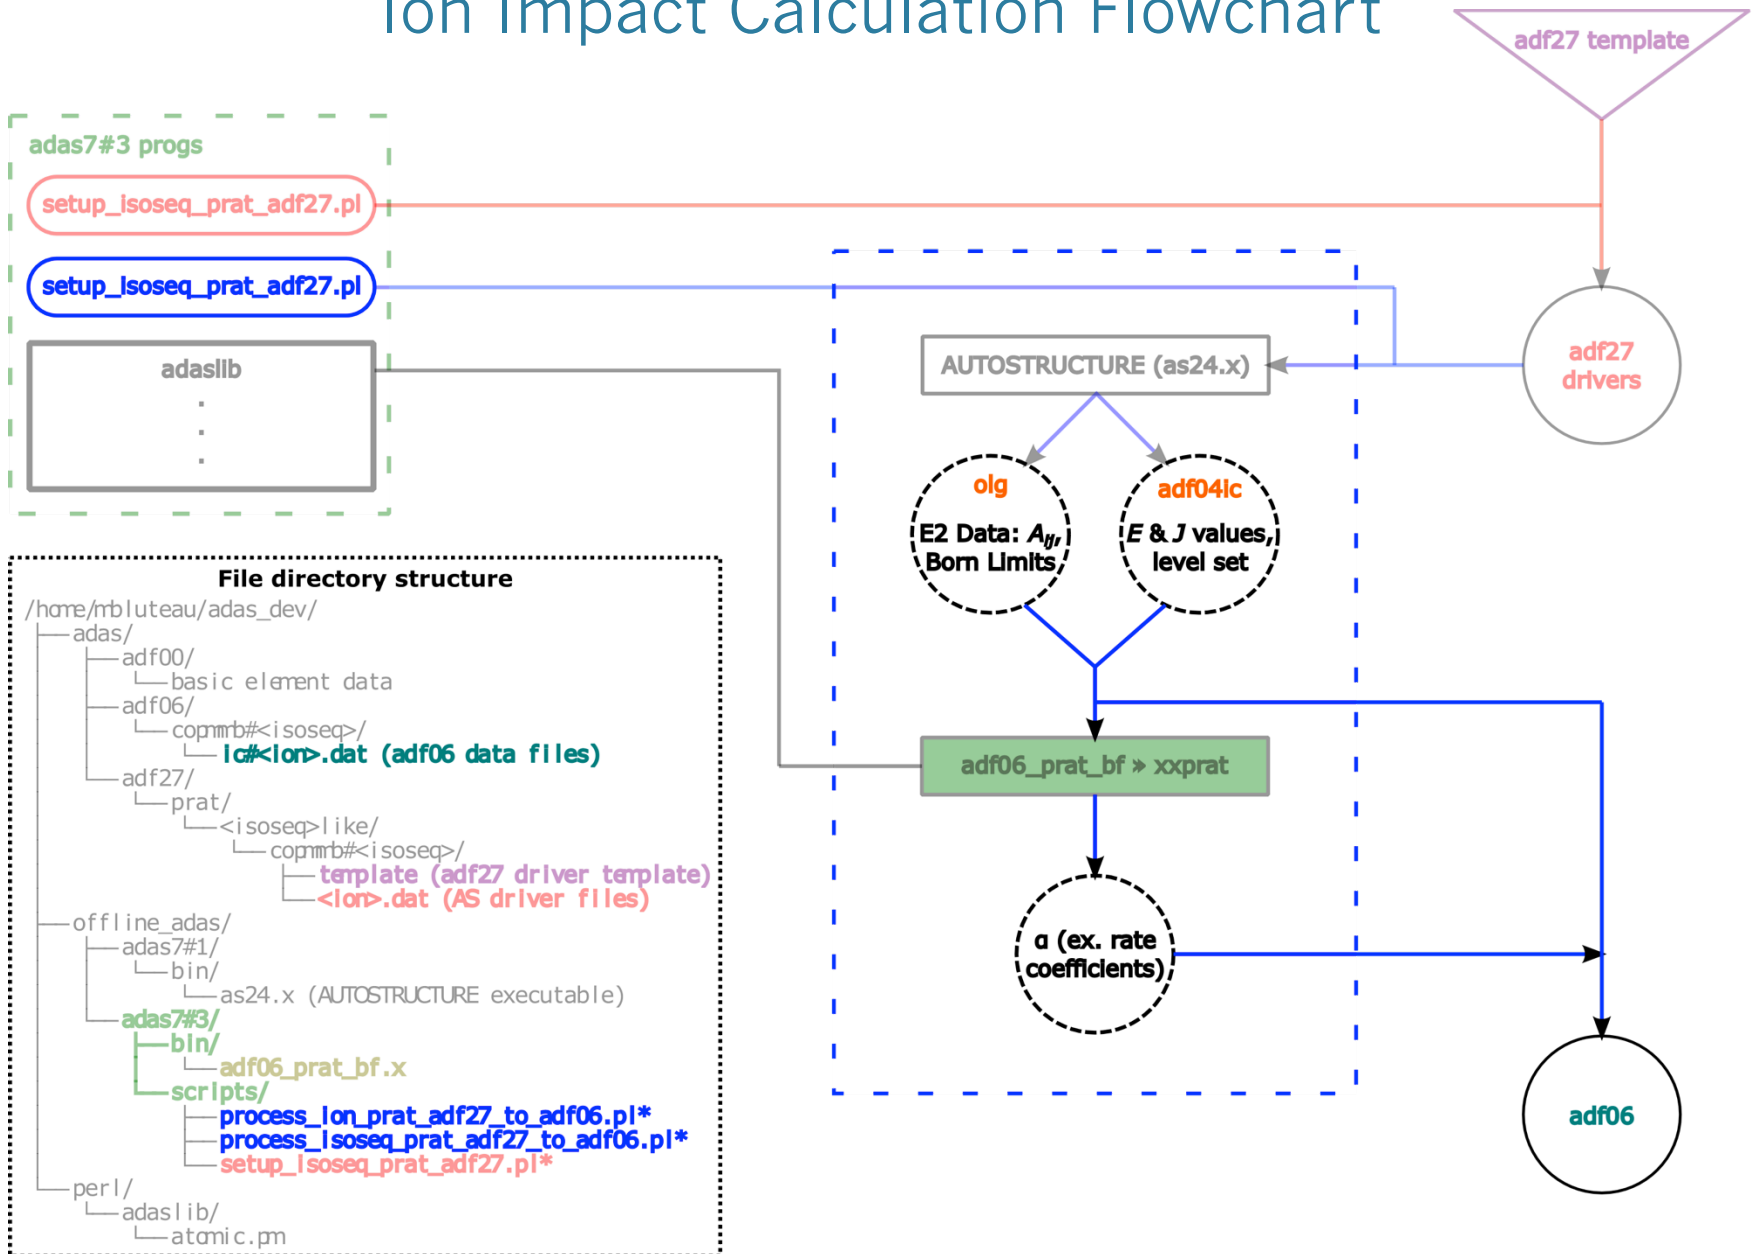 Ion Impact Calculation Flowchart
adf27 template
adas7#3 progs
setup_isoseq_prat_adf27.pl
setup_isoseq_prat_adf27.pl
adaslib
.
.
.
AUTOSTRUCTURE (as24.x)
adf27
drivers
olg
E2 Data: Aij,
Born Limits
adf04ic
E & J values,
level set
adf06_prat_bf » xxprat
α (ex. rate
coefficients)
adf06
File directory structure
/home/mbluteau/adas_dev/
adas/
adf00/
basic element data
adf06/
copmmb#<isoseq>/
ic#<ion>.dat (adf06 data files)
adf27/
prat/
<isoseq>like/
copmmb#<isoseq>/
template (adf27 driver template)
<ion>.dat (AS driver files)
offline_adas/
adas7#1/
bin/
as24.x (AUTOSTRUCTURE executable)
adas7#3/
bin/
adf06_prat_bf.x
scripts/
process_ion_prat_adf27_to_adf06.pl*
process_isoseq_prat_adf27_to_adf06.pl*
setup_isoseq_prat_adf27.pl*
perl/
adaslib/
atomic.pm